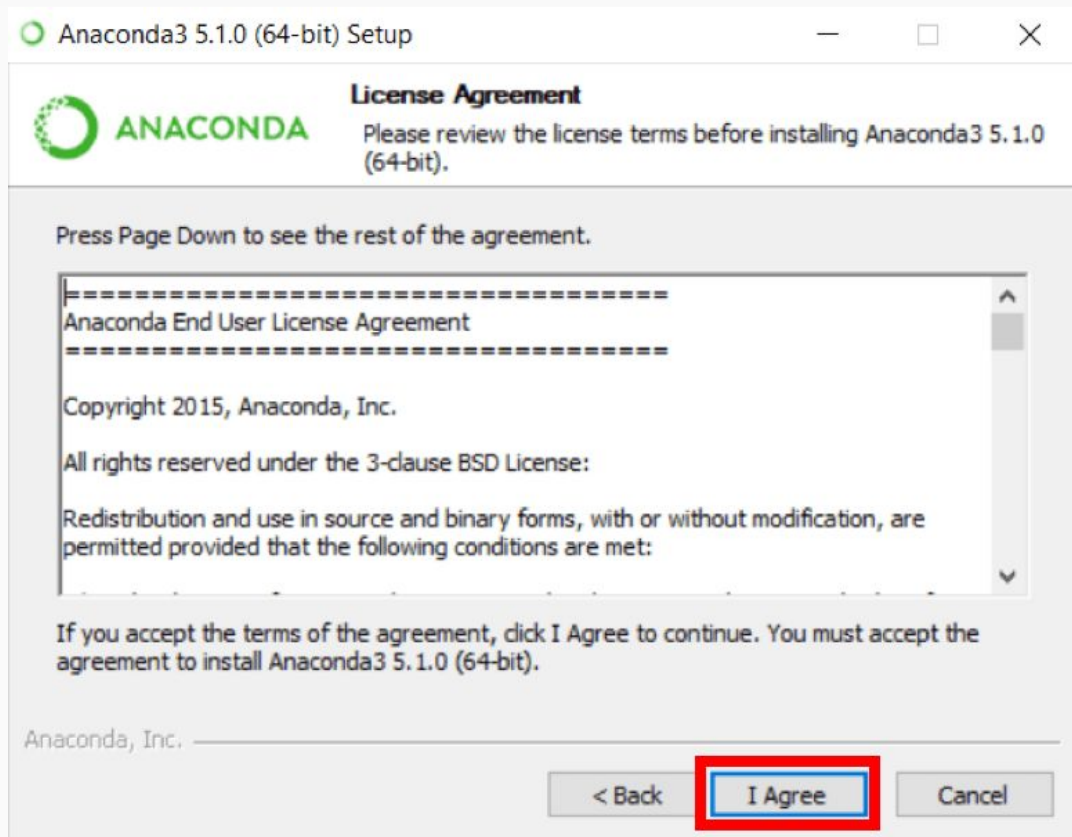 Anaconda3 5.1.0 (64-bit) Setup
ANACONDA
License Agreement
Please review the license terms before installing Anaconda3 5.1.0
(64-bit).
Press Page Down to see the rest of the agreement.
===================================
Anaconda End User License Agreement
===================================
Copyright 2015, Anaconda, Inc.
All rights reserved under the 3-clause BSD License:
Redistribution and use in source and binary forms, with or without modification, are
permitted provided that the following conditions are met:
If you accept the terms of the agreement, click I Agree to continue. You must accept the
agreement to install Anaconda3 5.1.0 (64-bit).
Anaconda, Inc.
< Back I Agree Cancel